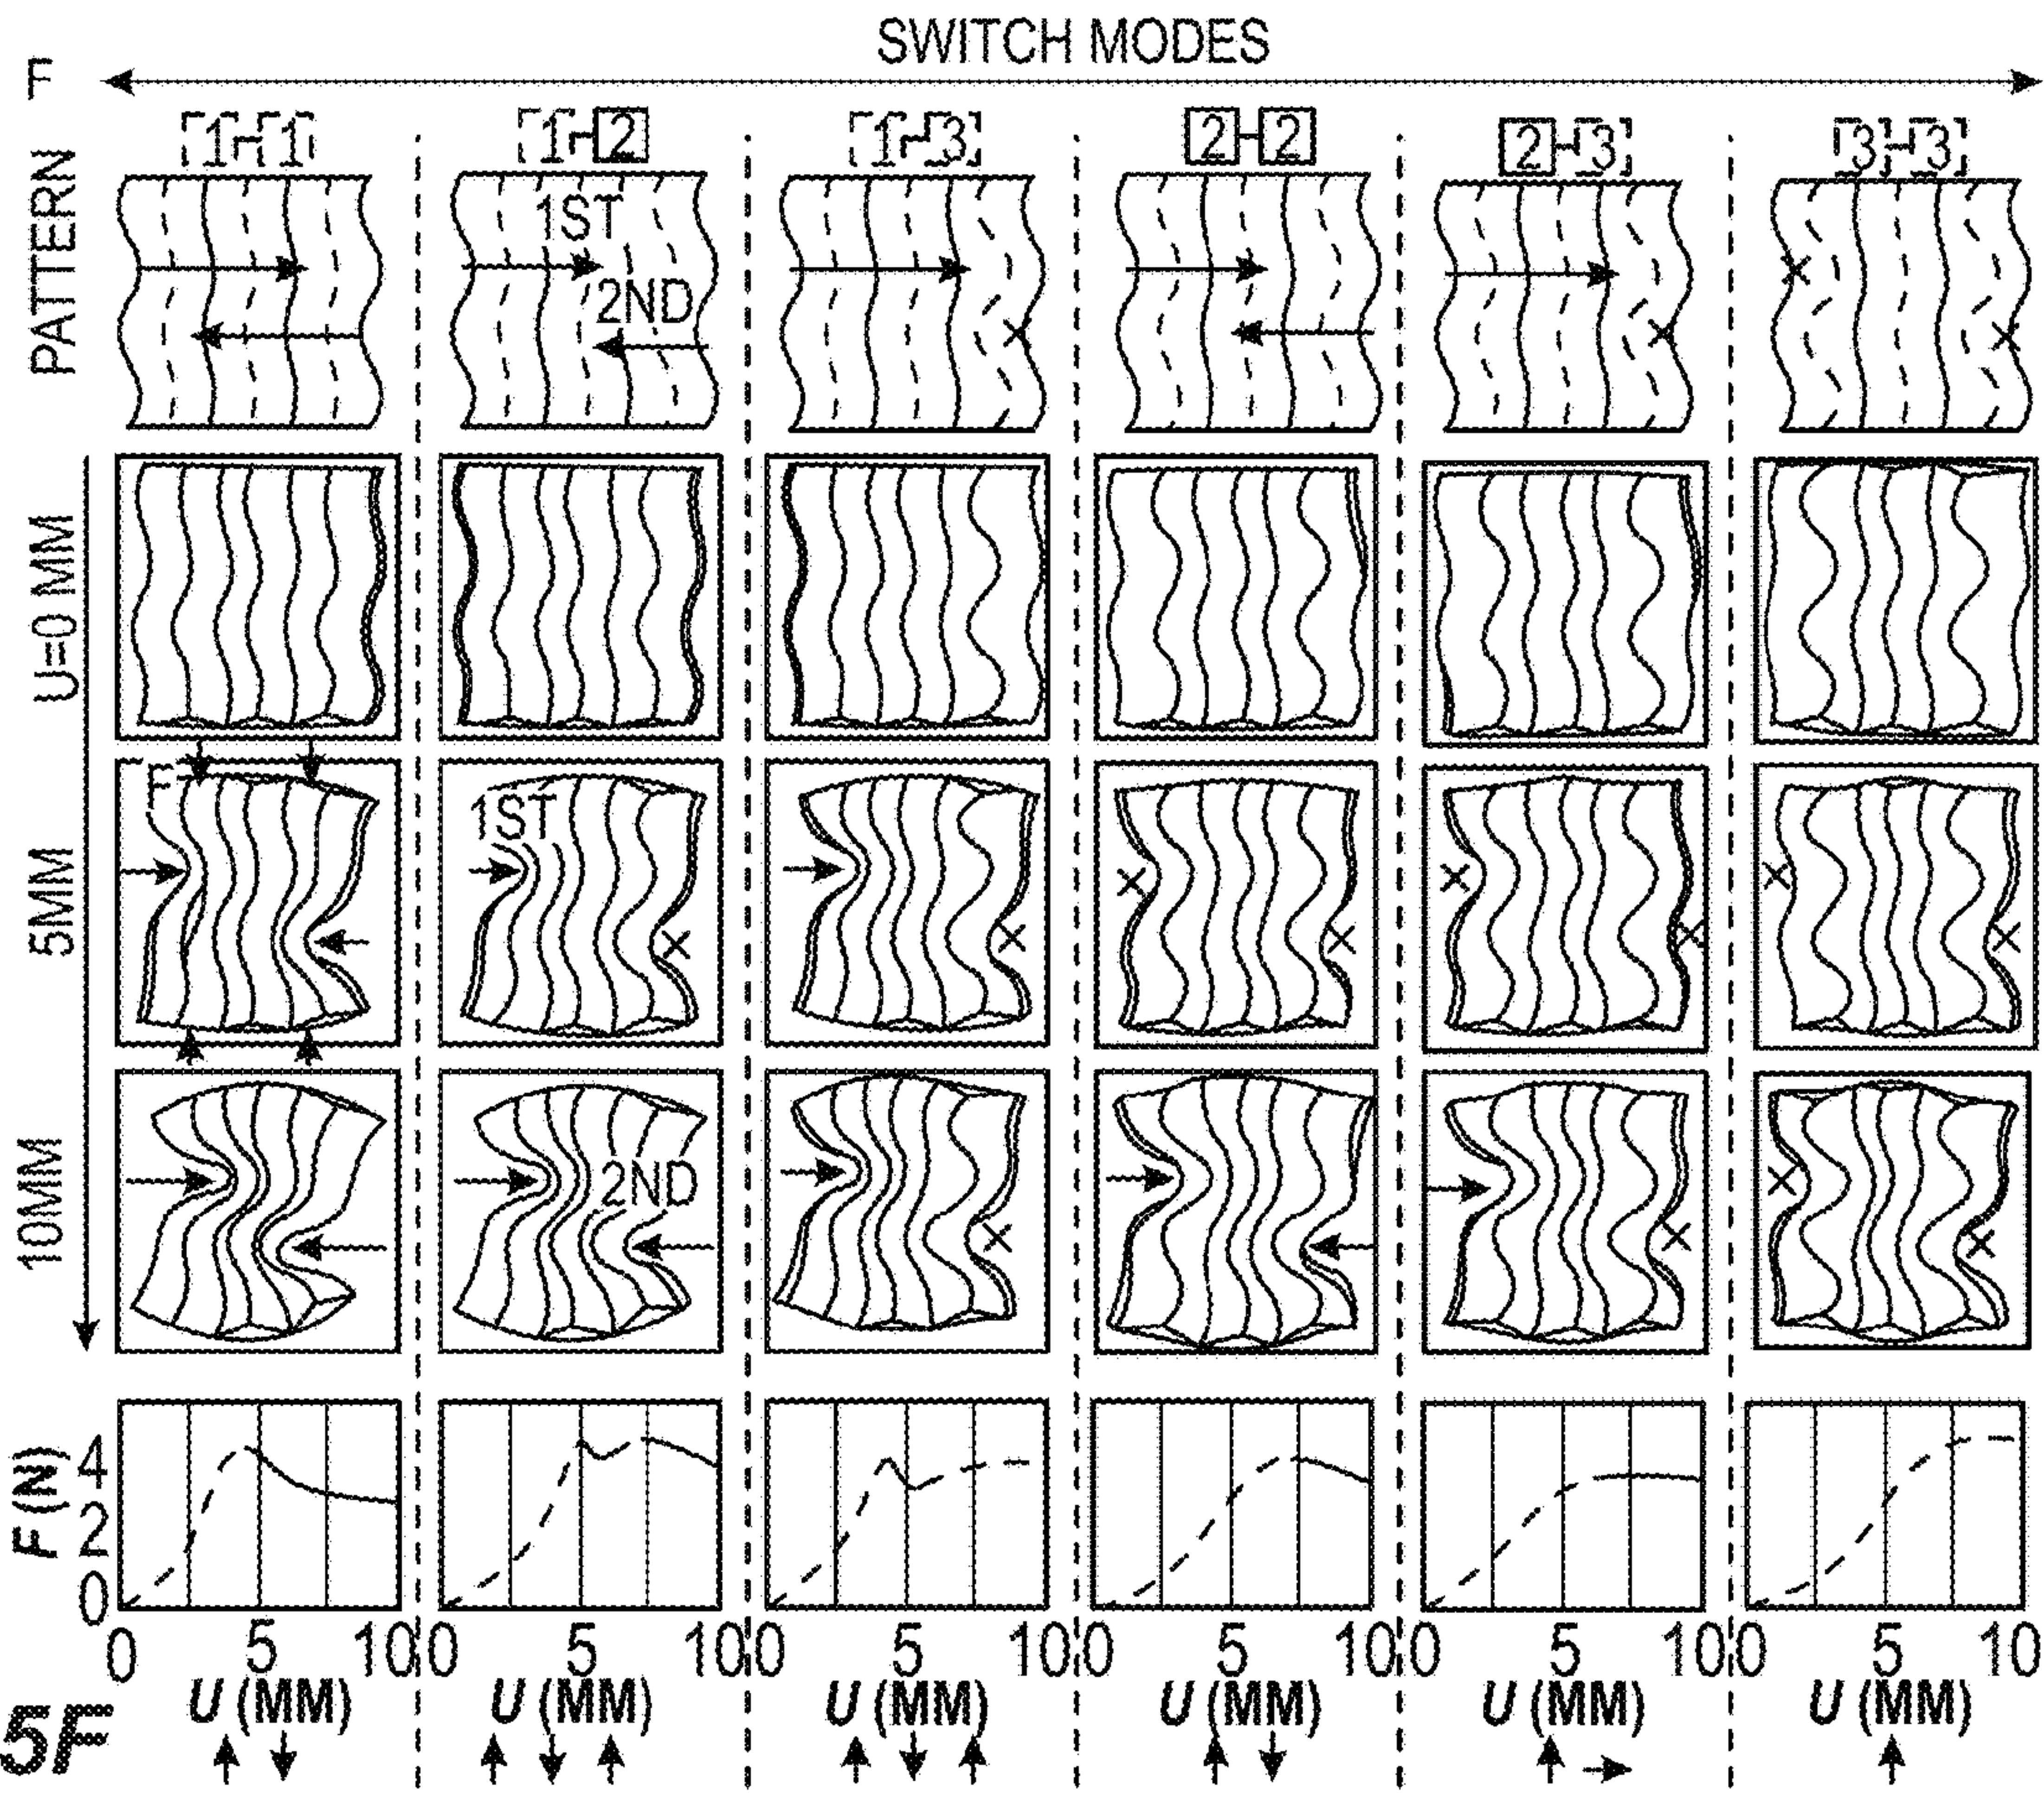 SWITCH MODES
F
1-1 1-2 1-3 2-2 2-3 3-3
PATTERN
1ST
2ND
U=0 MM
5MM
F
1ST
10MM
2ND
F (N)
4
2
0
0 5 10 0 5 10 0 5 10 0 5 10 0 5 10 0 5 10
U (MM) U (MM) U (MM) U (MM) U (MM) U (MM)
5F